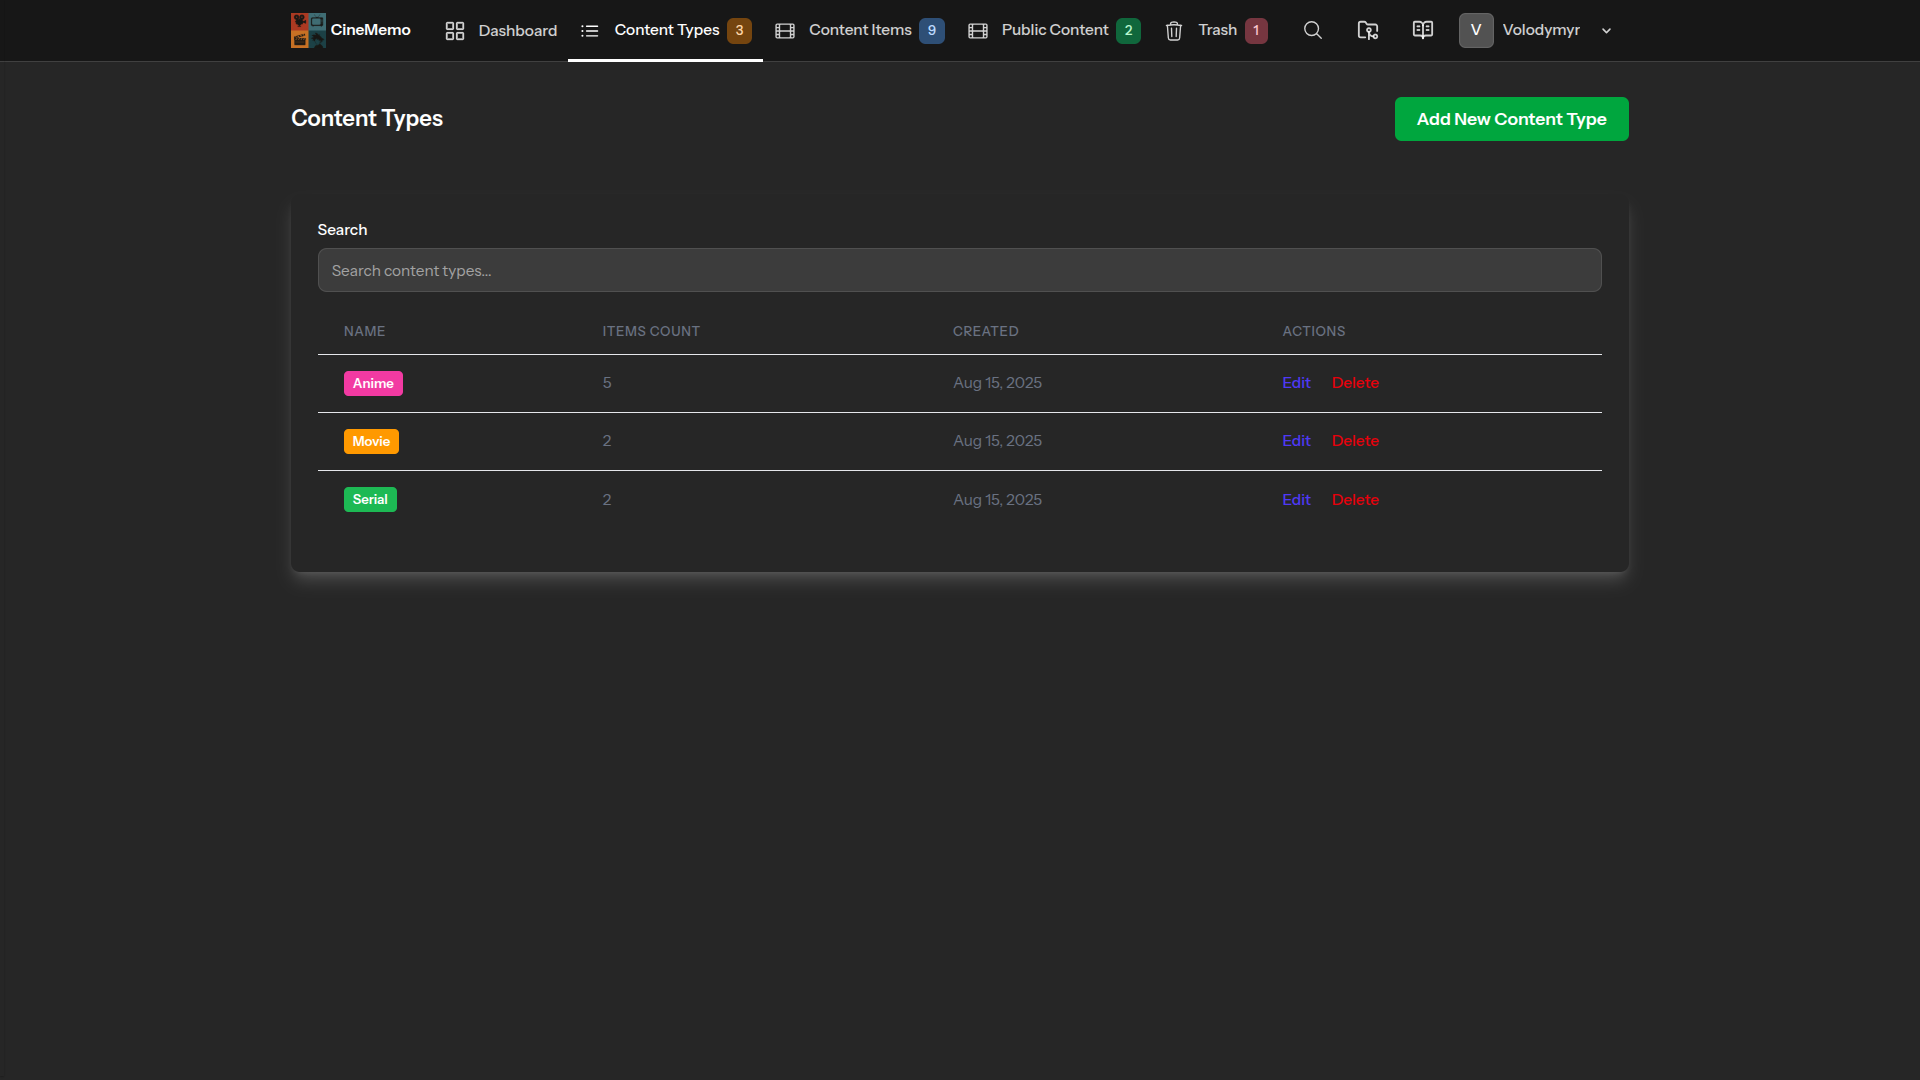 CineMemo Dashboard Content Types 3 Content Items 9 Public Content 2 Trash 1 V Volodymyr
Content Types Add New Content Type
Search
Search content types...
NAME ITEMS COUNT CREATED ACTIONS
Anime 5 Aug 15, 2025 Edit Delete
Movie 2 Aug 15, 2025 Edit Delete
Serial 2 Aug 15, 2025 Edit Delete